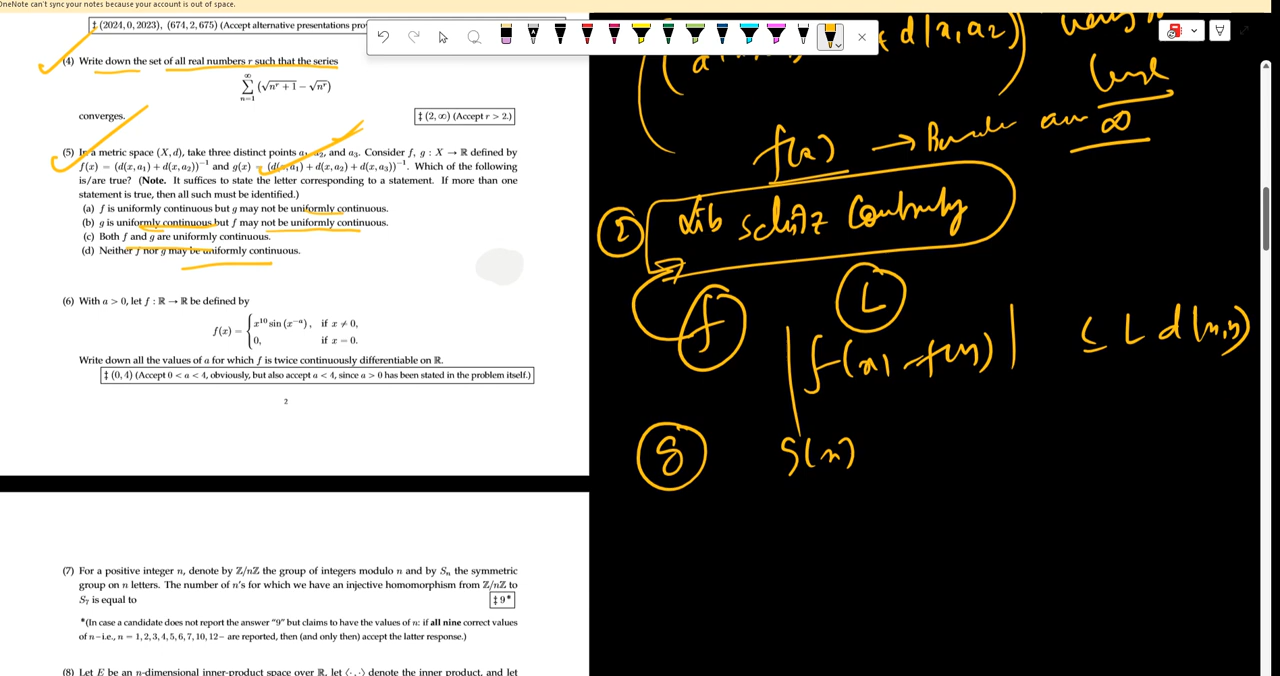 OneNote can't sync your notes because your account is out of space.
‡ (2024, 0, 2023), (674, 2, 675) (Accept alternative presentations
(4) Write down the set of all real numbers r such that the series
∞
∑ (√n^r + 1 − √n^r)
n=1
converges.
‡ (2, ∞) (Accept r > 2.)
(5) In a metric space (X, d), take three distinct points a₁, a₂, and a₃. Consider f, g : X → ℝ defined by
f(x) = (d(x, a₁) + d(x, a₂))⁻¹ and g(x) = (d(x, a₁) + d(x, a₂) + d(x, a₃))⁻¹. Which of the following
is/are true? (Note. It suffices to state the letter corresponding to a statement. If more than one
statement is true, then all such must be identified.)
(a) f is uniformly continuous but g may not be uniformly continuous.
(b) g is uniformly continuous but f may not be uniformly continuous.
(c) Both f and g are uniformly continuous.
(d) Neither f nor g may be uniformly continuous.
(6) With a > 0, let f : ℝ → ℝ be defined by
f(x) = { x¹⁰ sin (x⁻ᵃ), if x ≠ 0,
0, if x = 0.
Write down all the values of a for which f is twice continuously differentiable on ℝ.
‡ (0, 4) (Accept 0 < a < 4, obviously, but also accept a < 4, since a > 0 has been stated in the problem itself.)
2
(7) For a positive integer n, denote by ℤ/nℤ the group of integers modulo n and by Sₙ the symmetric
group on n letters. The number of n's for which we have an injective homomorphism from ℤ/nℤ to
S₇ is equal to
‡ 9*
*(In case a candidate does not report the answer "9" but claims to have the values of n: if all nine correct
values of n–i.e., n = 1, 2, 3, 4, 5, 6, 7, 10, 12– are reported, then (and only then) accept the latter response.)
(8) Let E be an n-dimensional inner-product space over ℝ, let ⟨·, ·⟩ denote the inner product, and let
d(x, a₂)
f(x) →
∞
L
f
|f(x) − f(y)| ≤ L d(x, y)
8
S(x)